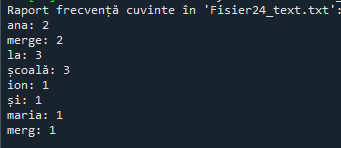 Raport frecvență cuvinte în 'Fisier24_text.txt':
ana: 2
merge: 2
la: 3
școală: 3
ion: 1
și: 1
maria: 1
merg: 1